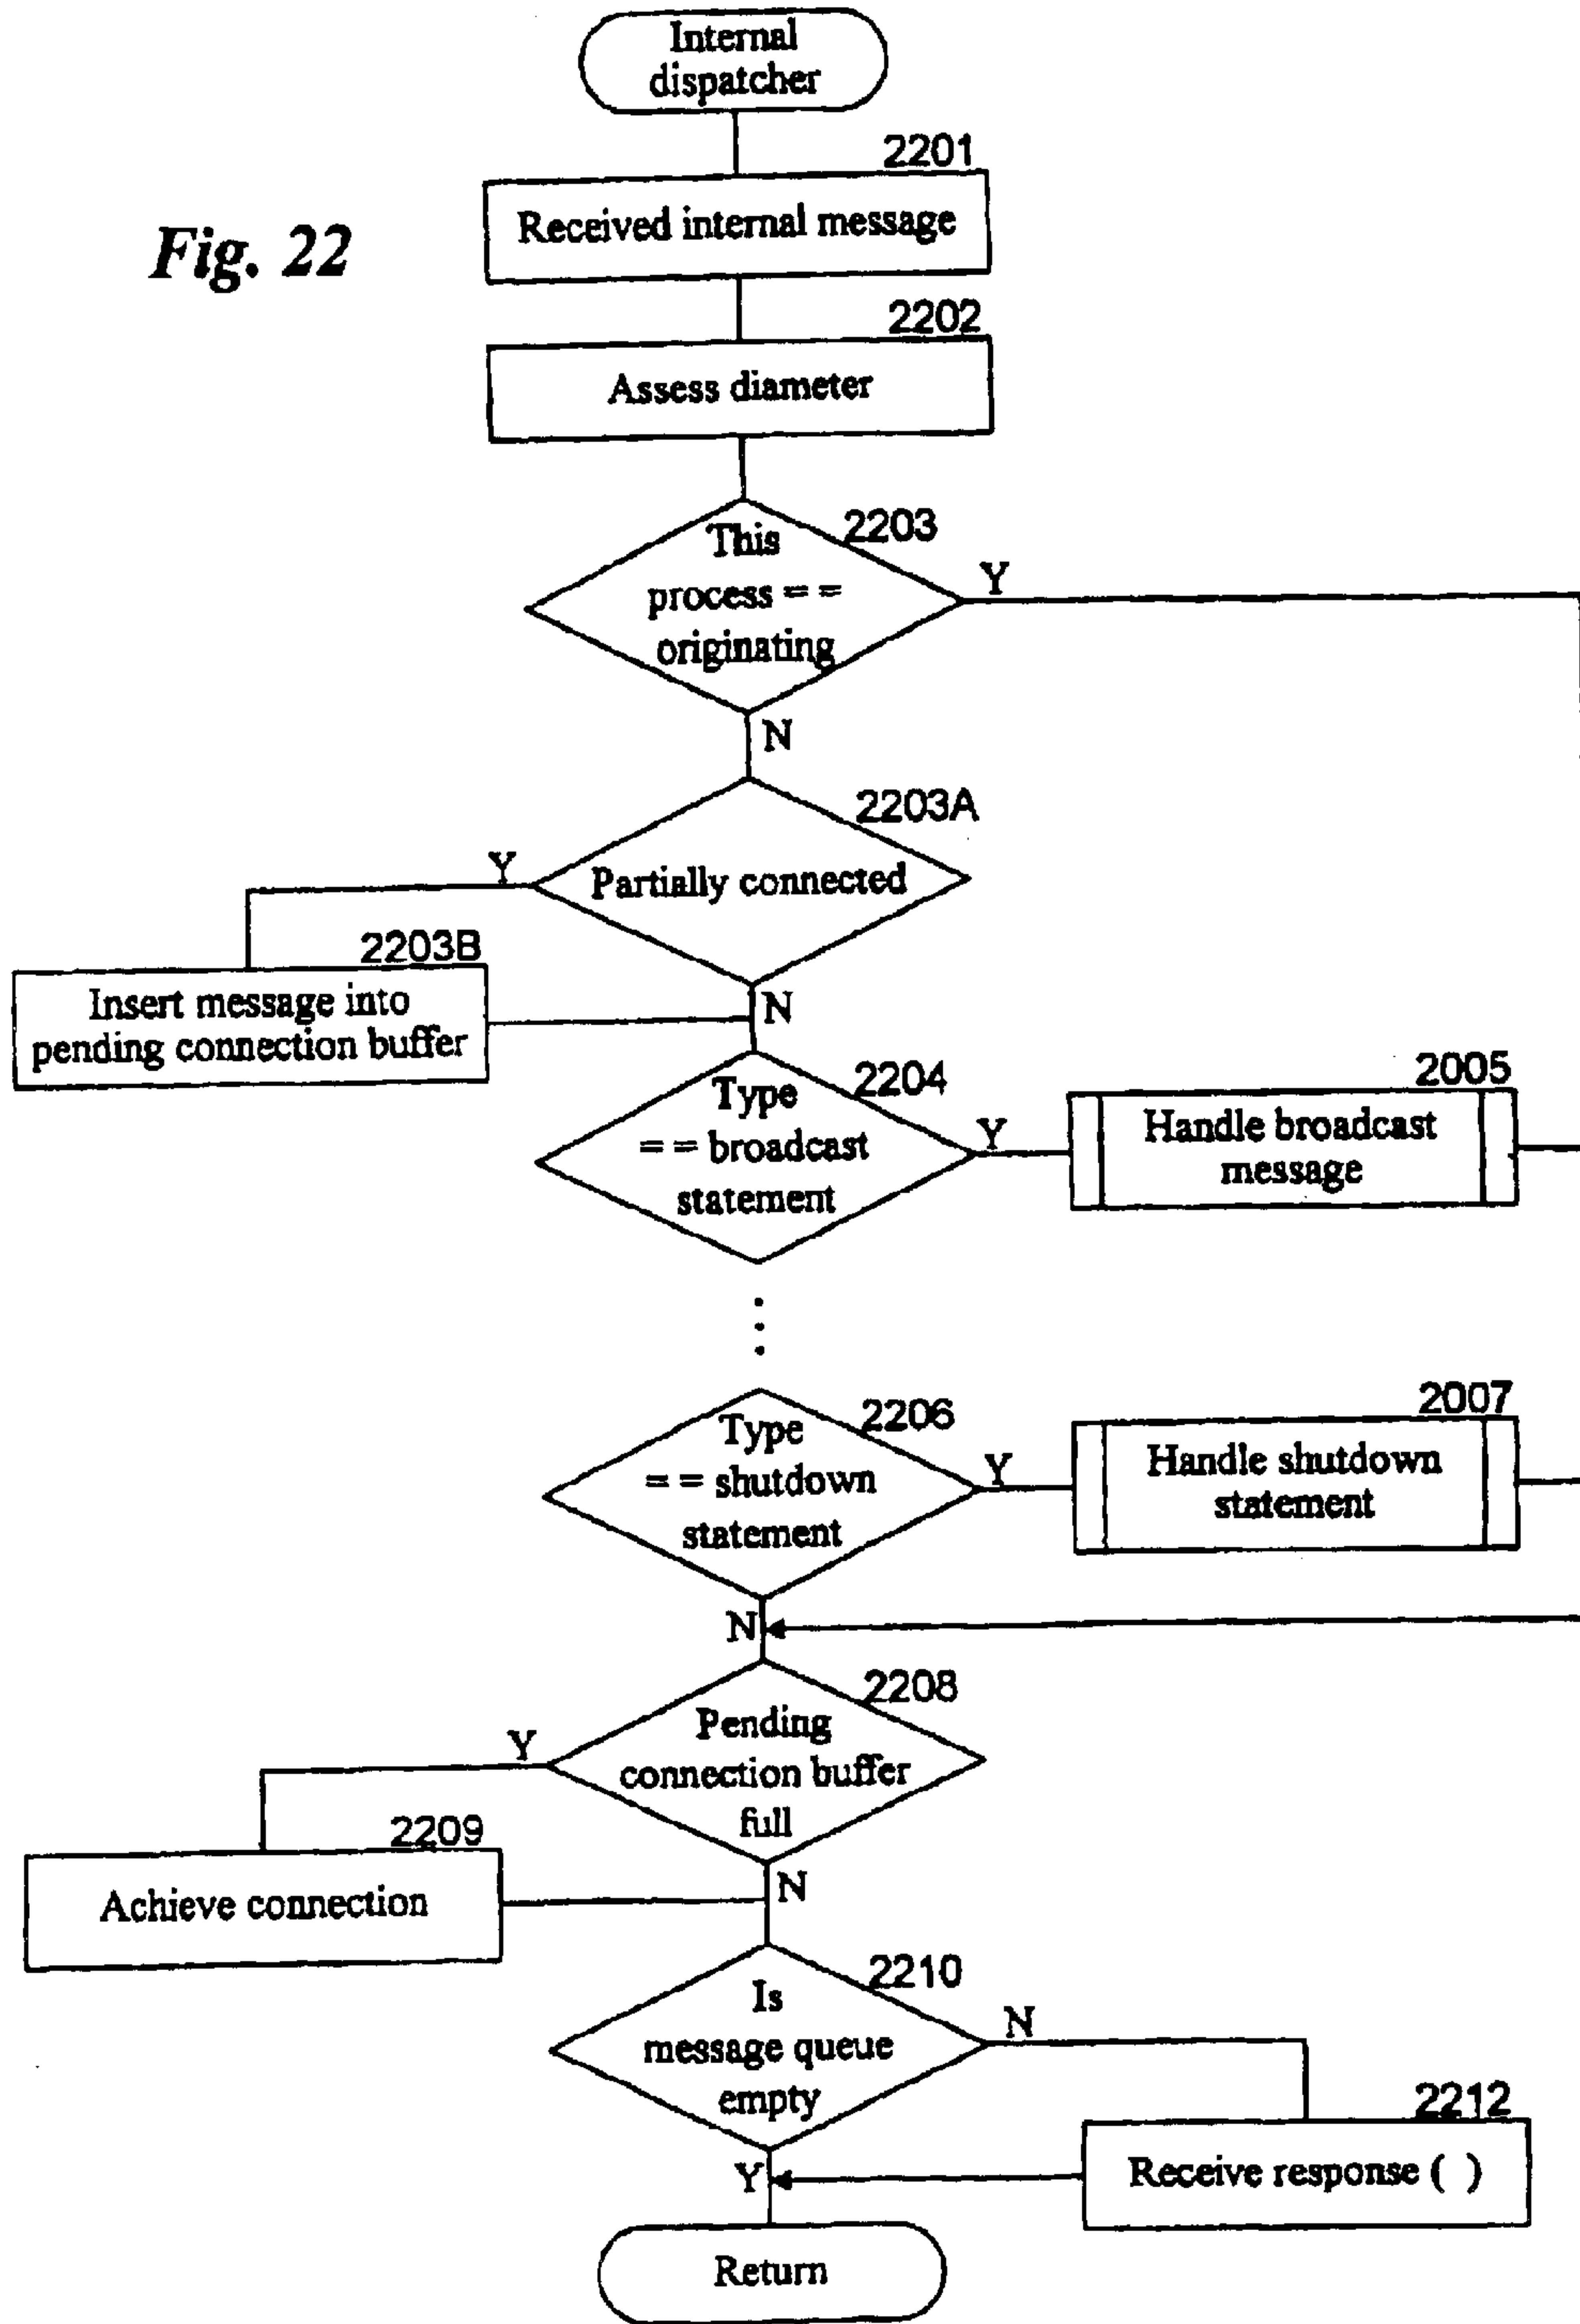 Internal
dispatcher
2201
Received internal message
Fig. 22
2202
Assess diameter
2203
This
process = =
originating
Y
N
2203A
Partially connected
Y
2203B
Insert message into
pending connection buffer
N
2204
Type
= = broadcast
statement
Y
2005
Handle broadcast
message
2206
Type
= = shutdown
statement
Y
2007
Handle shutdown
statement
N
2208
Pending
connection buffer
full
Y
2209
Achieve connection
N
2210
Is
message queue
empty
N
2212
Receive response ( )
Y
Return